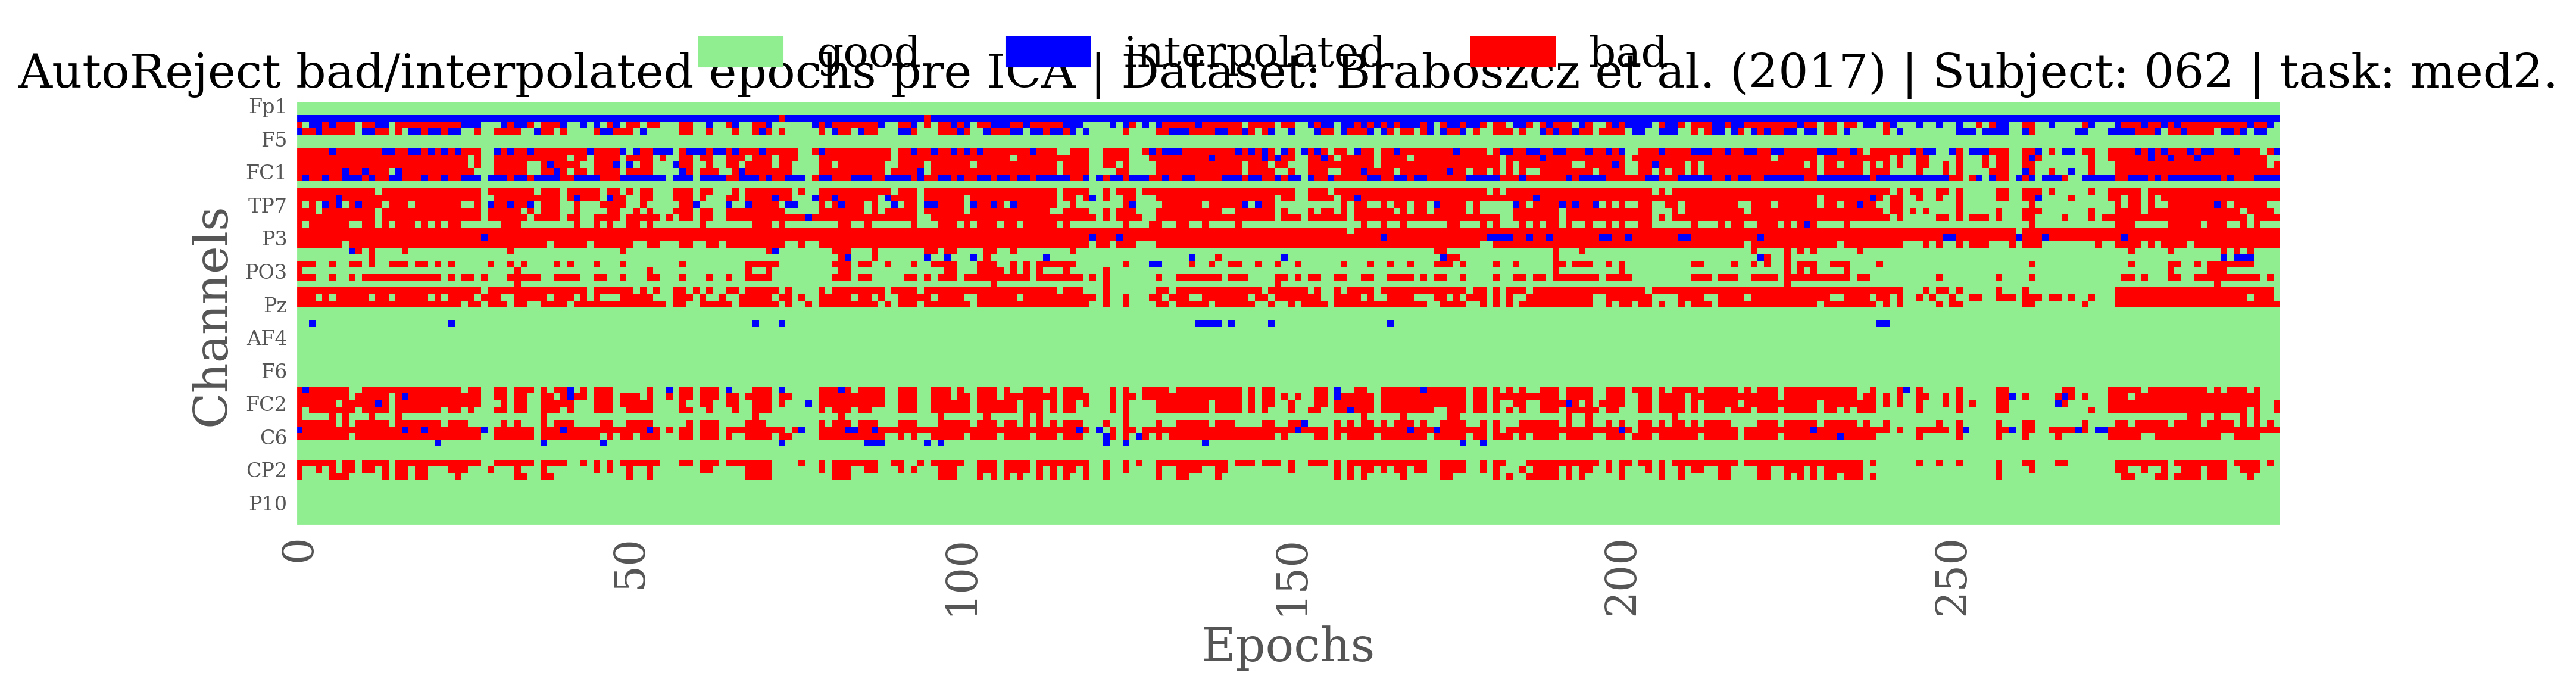 good interpolated bad
AutoReject bad/interpolated epochs pre ICA | Dataset: Braboszcz et al. (2017) | Subject: 062 | task: med2.
Channels
Fp1
F5
FC1
TP7
P3
PO3
Pz
AF4
F6
FC2
C6
CP2
P10
0 50 100 150 200 250
Epochs